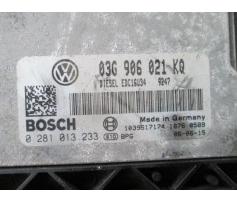 03G 906 021 KQ
DIESEL EDC16U34 9247
BOSCH
Made in Germany
1039S17174 1076 0589
0 281 013 233 BPG
06-06-15